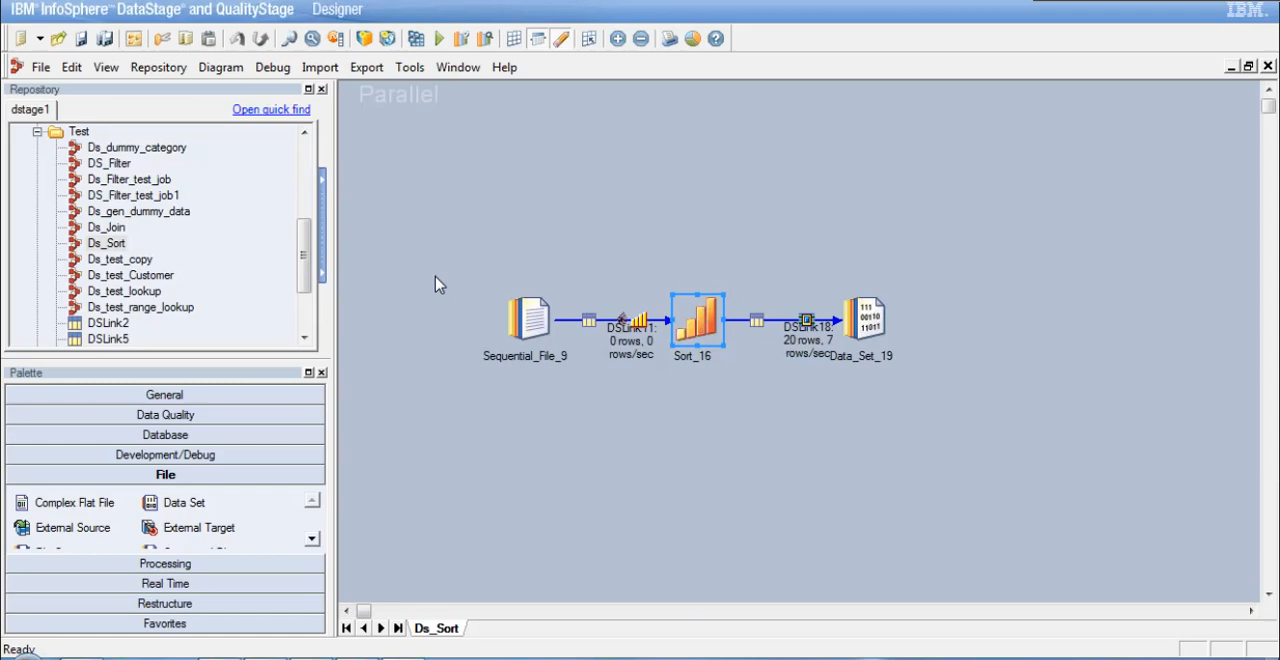 IBM® InfoSphere™ DataStage® and QualityStage™ Designer
IBM.
File Edit View Repository Diagram Debug Import Export Tools Window Help
Repository
dstage1
Open quick find
Test
Ds_dummy_category
DS_Filter
Ds_Filter_test_job
DS_Filter_test_job1
Ds_gen_dummy_data
Ds_Join
Ds_Sort
Ds_test_copy
Ds_test_Customer
Ds_test_lookup
Ds_test_range_lookup
DSLink2
DSLink5
Palette
General
Data Quality
Database
Development/Debug
File
Complex Flat File Data Set
External Source External Target
Processing
Real Time
Restructure
Favorites
Parallel
Sequential_File_9
DSLink11:
0 rows, 0
rows/sec
Sort_16
DSLink18:
20 rows, 7
rows/sec
Data_Set_19
Ds_Sort
Ready